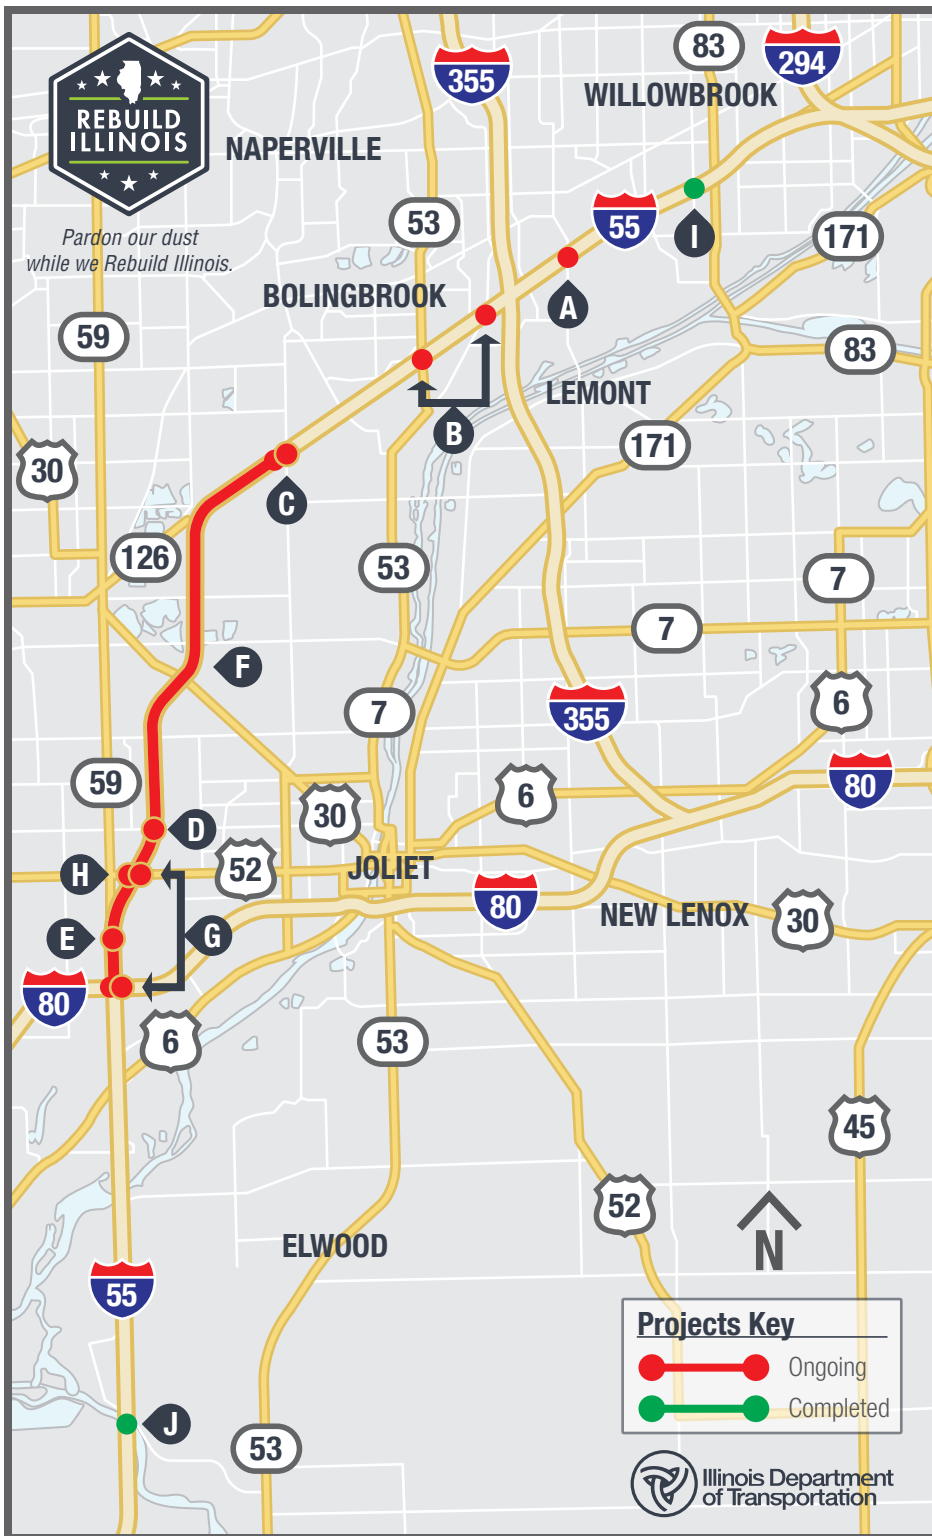 83
294
355
WILLOWBROOK
REBUILD
ILLINOIS
NAPERVILLE
53
55
I
171
Pardon our dust
while we Rebuild Illinois.
BOLINGBROOK
A
59
83
LEMONT
B
171
30
C
126
53
7
7
F
6
7
355
59
6
80
30
D
H
52
JOLIET
80
NEW LENOX
30
G
E
80
6
53
45
52
N
ELWOOD
55
Projects Key
Ongoing
Completed
J
53
Illinois Department
of Transportation